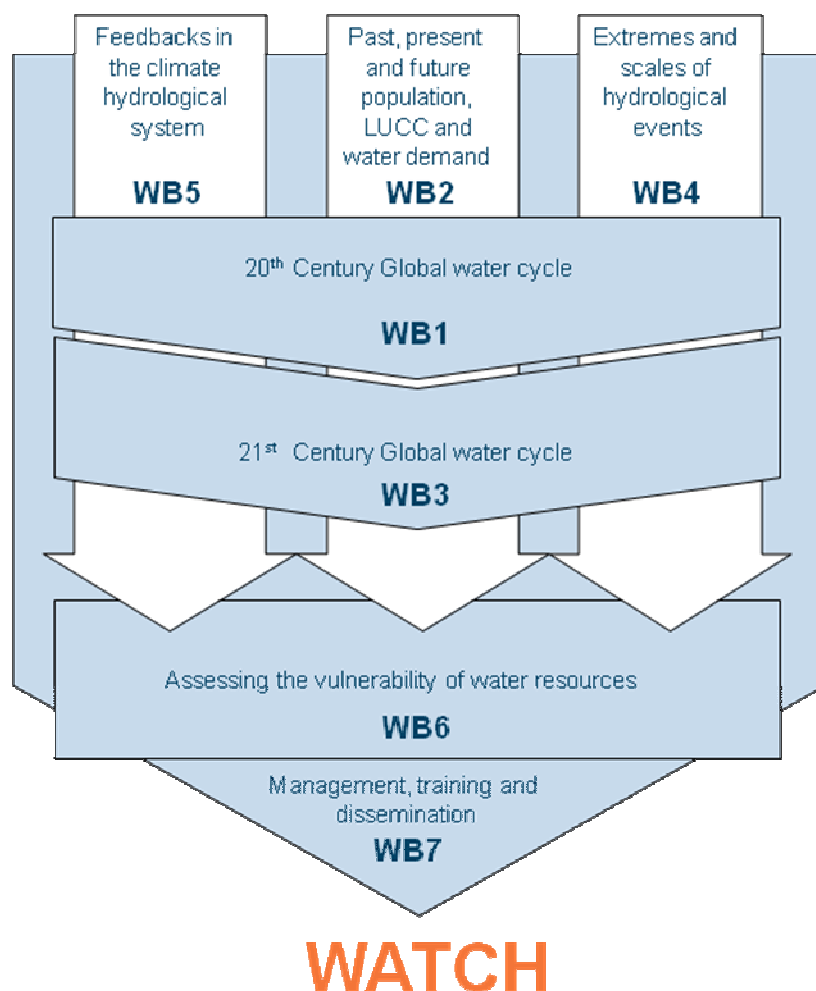 Feedbacks in
the climate
hydrological
system
WB5
Past, present
and future
population,
LUCC and
water demand
WB2
Extremes and
scales of
hydrological
events
WB4
20th Century Global water cycle
WB1
21st Century Global water cycle
WB3
Assessing the vulnerability of water resources
WB6
Management, training and
dissemination
WB7
WATCH